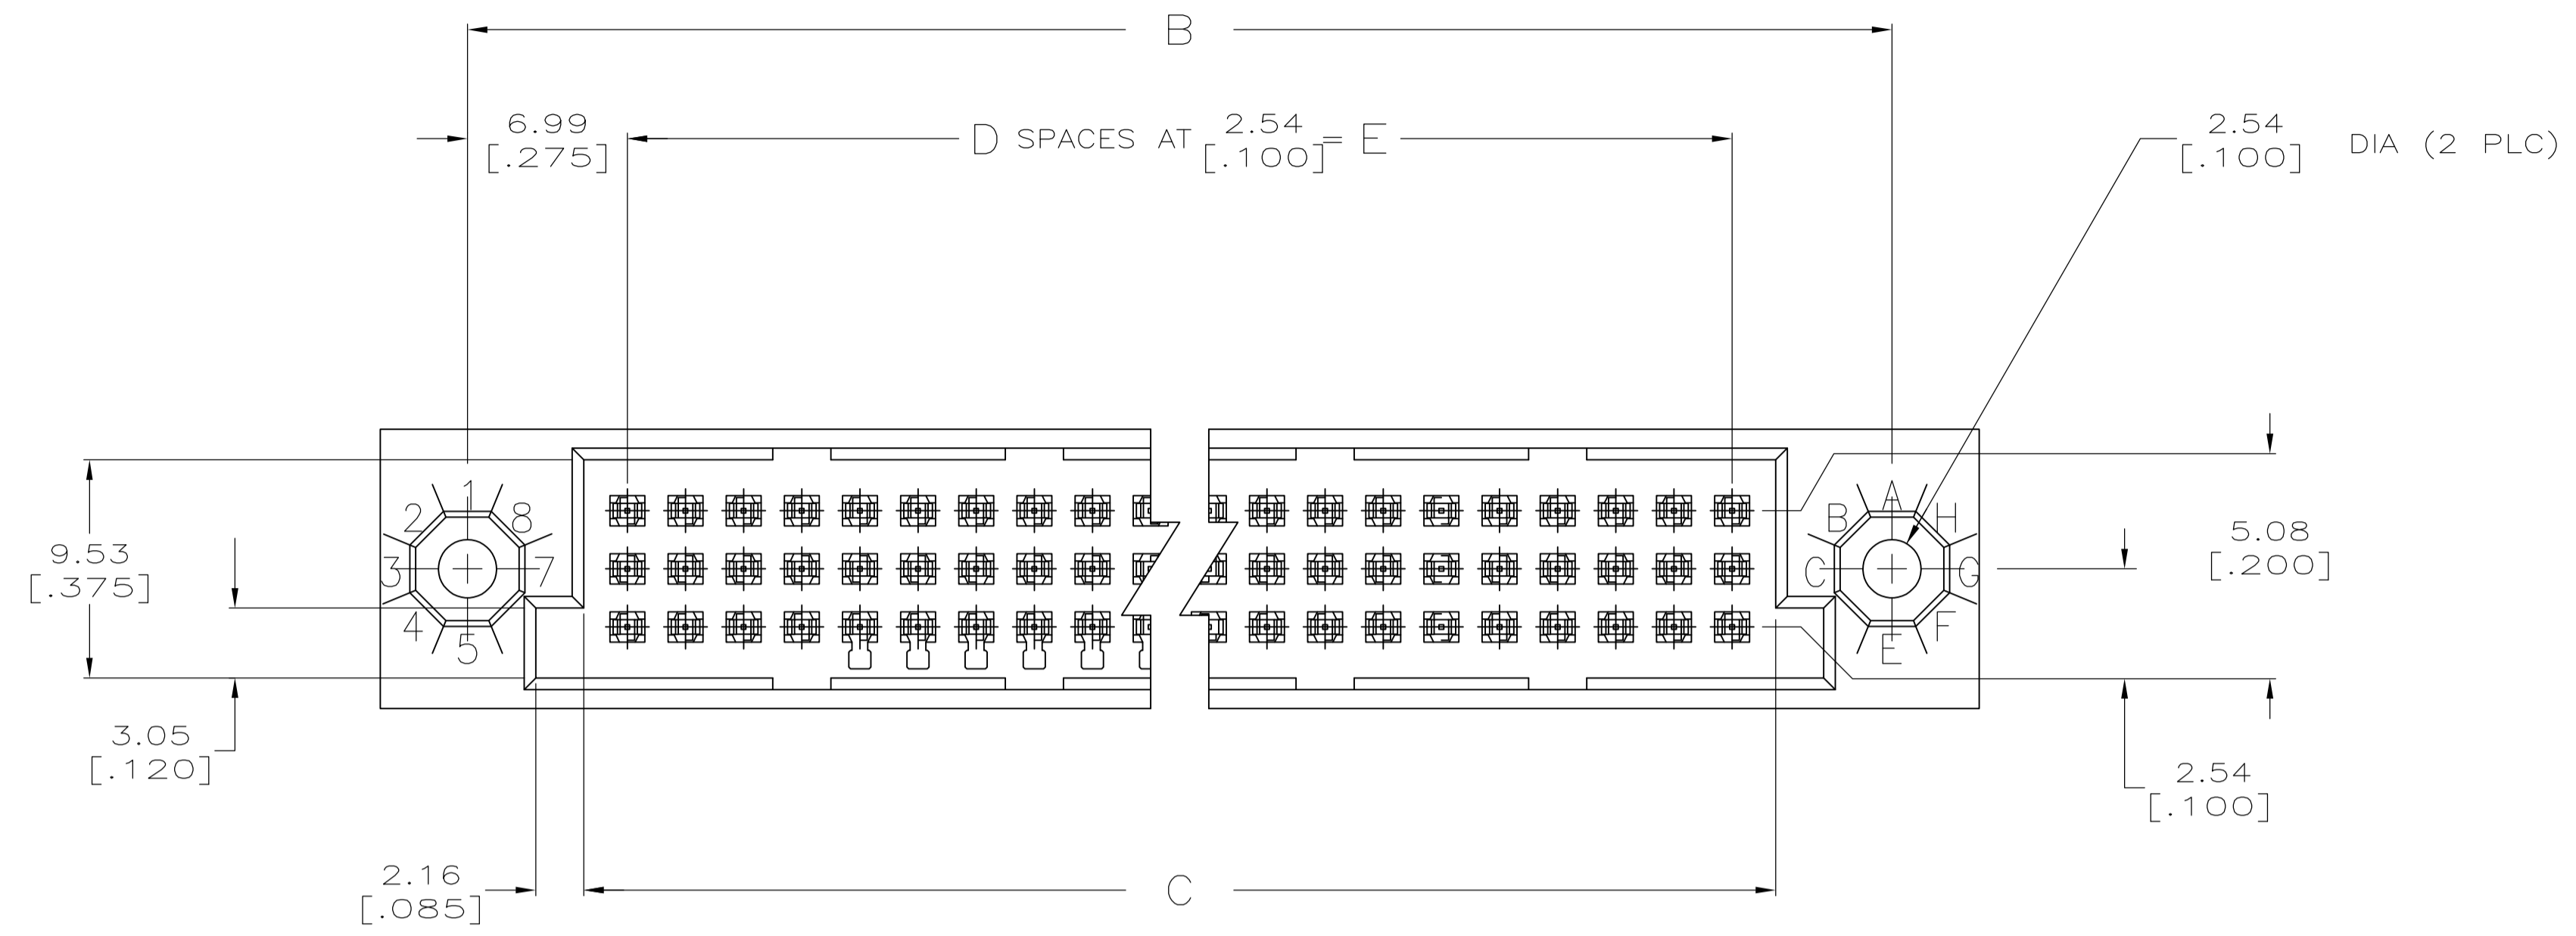 B
6.99
[.275]
D SPACES AT 2.54 = E
[.100]
2.54
[.100] DIA (2 PLC)
1
2
8
3
7
4
5
A
B
H
C
G
F
E
9.53
[.375]
5.08
[.200]
3.05
[.120]
2.54
[.100]
2.16
[.085]
C